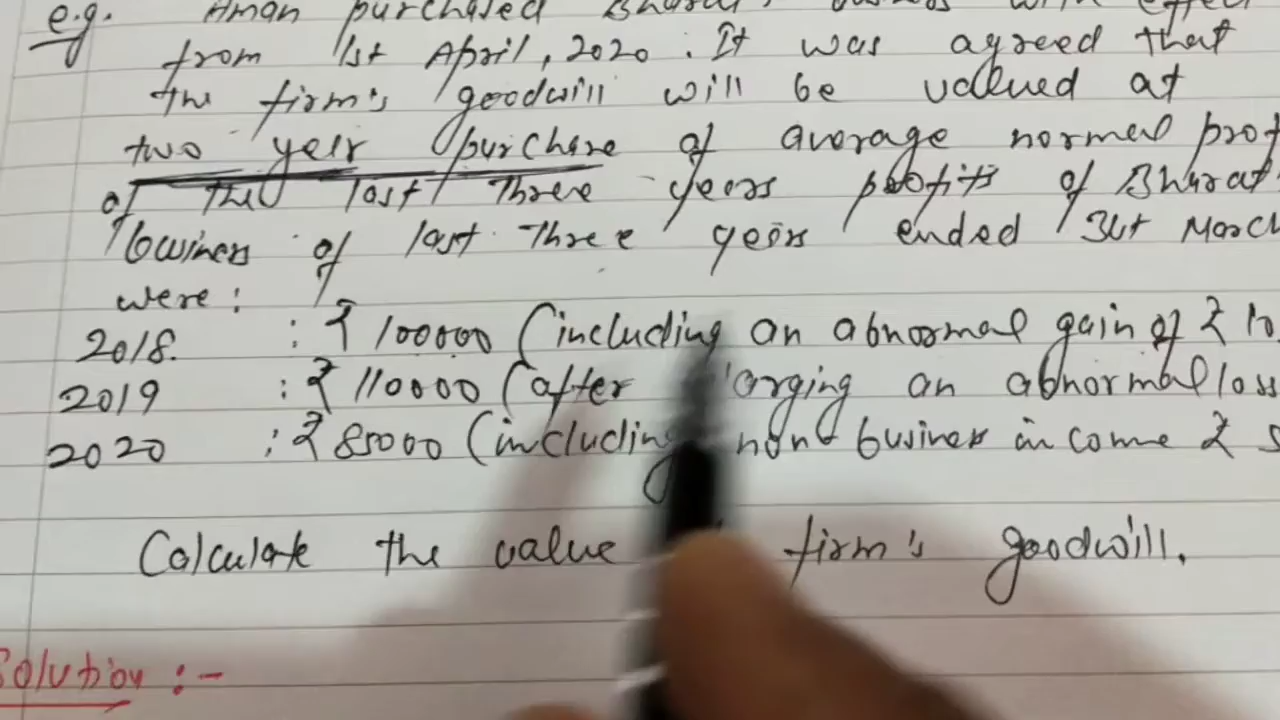 e.g. Aman purchased Bharat's business with effect
from 1st April, 2020. It was agreed that
the firm's goodwill will be valued at
two year purchase of average normal prof
of the last three years profits of Bharat
business of last three years ended 31st March
were:
2018. : ₹ 100000 (including an abnormal gain of ₹ 10
2019 : ₹ 110000 (after arging an abnormal loss
2020 : ₹ 85000 (including non business income ₹
Calculate the value firm's goodwill.
Solution :-